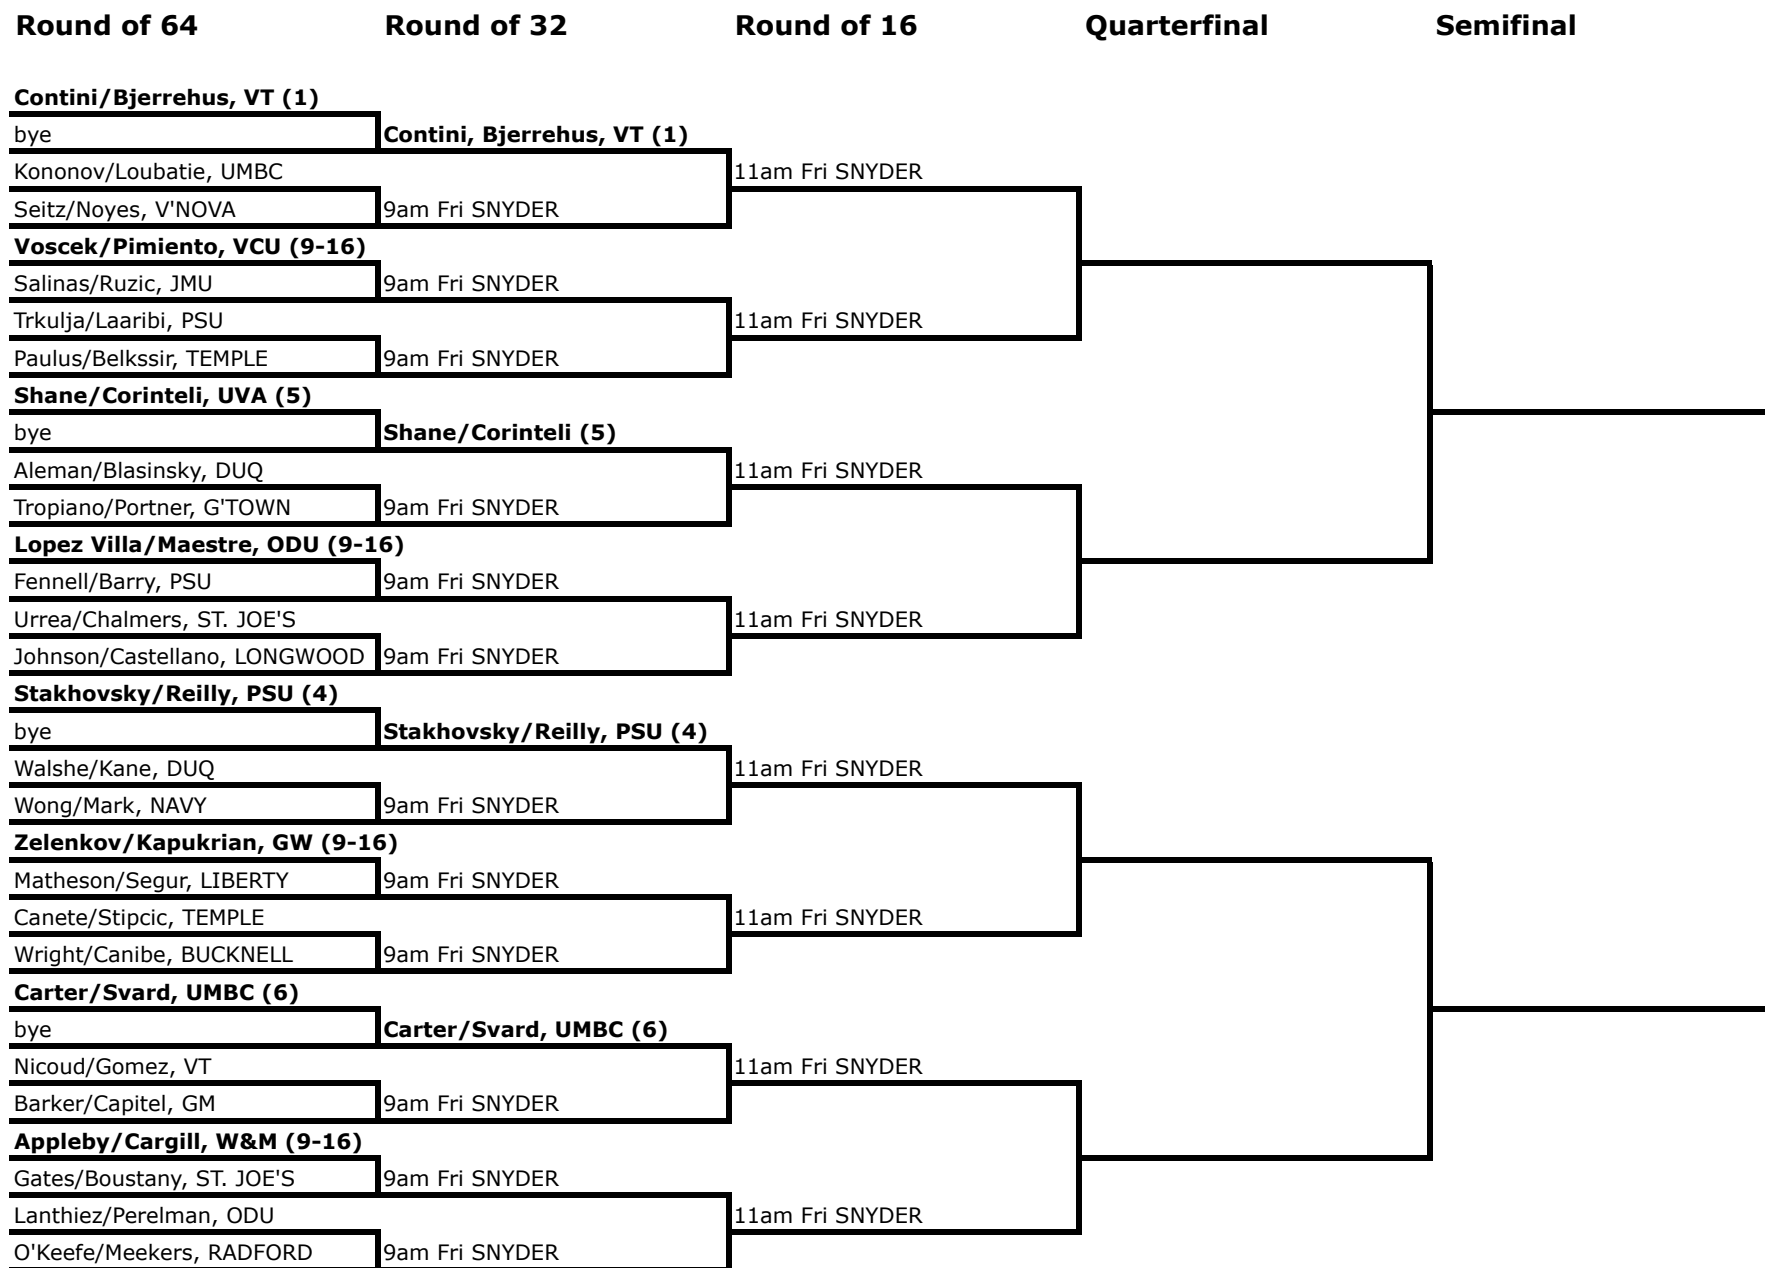 Round of 64 Round of 32 Round of 16 Quarterfinal Semifinal
Contini/Bjerrehus, VT (1)
bye Contini, Bjerrehus, VT (1)
Kononov/Loubatie, UMBC 11am Fri SNYDER
Seitz/Noyes, V'NOVA 9am Fri SNYDER
Voscek/Pimiento, VCU (9-16)
Salinas/Ruzic, JMU 9am Fri SNYDER
Trkulja/Laaribi, PSU 11am Fri SNYDER
Paulus/Belkssir, TEMPLE 9am Fri SNYDER
Shane/Corinteli, UVA (5)
bye Shane/Corinteli (5)
Aleman/Blasinsky, DUQ 11am Fri SNYDER
Tropiano/Portner, G'TOWN 9am Fri SNYDER
Lopez Villa/Maestre, ODU (9-16)
Fennell/Barry, PSU 9am Fri SNYDER
Urrea/Chalmers, ST. JOE'S 11am Fri SNYDER
Johnson/Castellano, LONGWOOD 9am Fri SNYDER
Stakhovsky/Reilly, PSU (4)
bye Stakhovsky/Reilly, PSU (4)
Walshe/Kane, DUQ 11am Fri SNYDER
Wong/Mark, NAVY 9am Fri SNYDER
Zelenkov/Kapukrian, GW (9-16)
Matheson/Segur, LIBERTY 9am Fri SNYDER
Canete/Stipcic, TEMPLE 11am Fri SNYDER
Wright/Canibe, BUCKNELL 9am Fri SNYDER
Carter/Svard, UMBC (6)
bye Carter/Svard, UMBC (6)
Nicoud/Gomez, VT 11am Fri SNYDER
Barker/Capitel, GM 9am Fri SNYDER
Appleby/Cargill, W&M (9-16)
Gates/Boustany, ST. JOE'S 9am Fri SNYDER
Lanthiez/Perelman, ODU 11am Fri SNYDER
O'Keefe/Meekers, RADFORD 9am Fri SNYDER